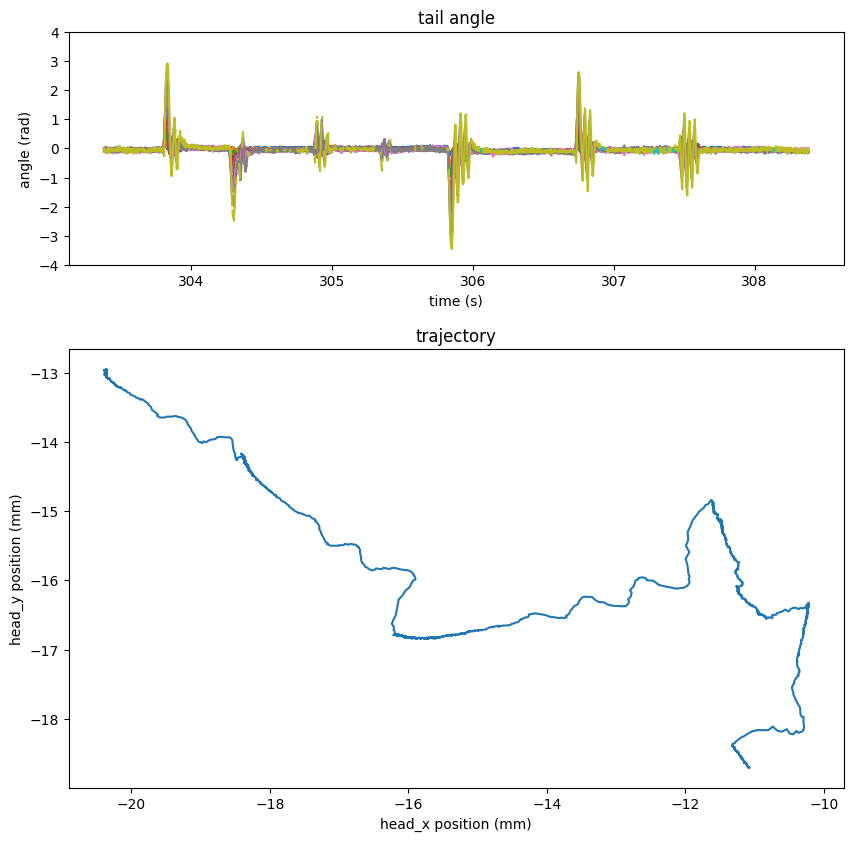 tail angle
4
3
2
1
0
−1
−2
−3
−4
angle (rad)
304 305 306 307 308
time (s)
trajectory
−13
−14
−15
−16
−17
−18
head_y position (mm)
−20 −18 −16 −14 −12 −10
head_x position (mm)